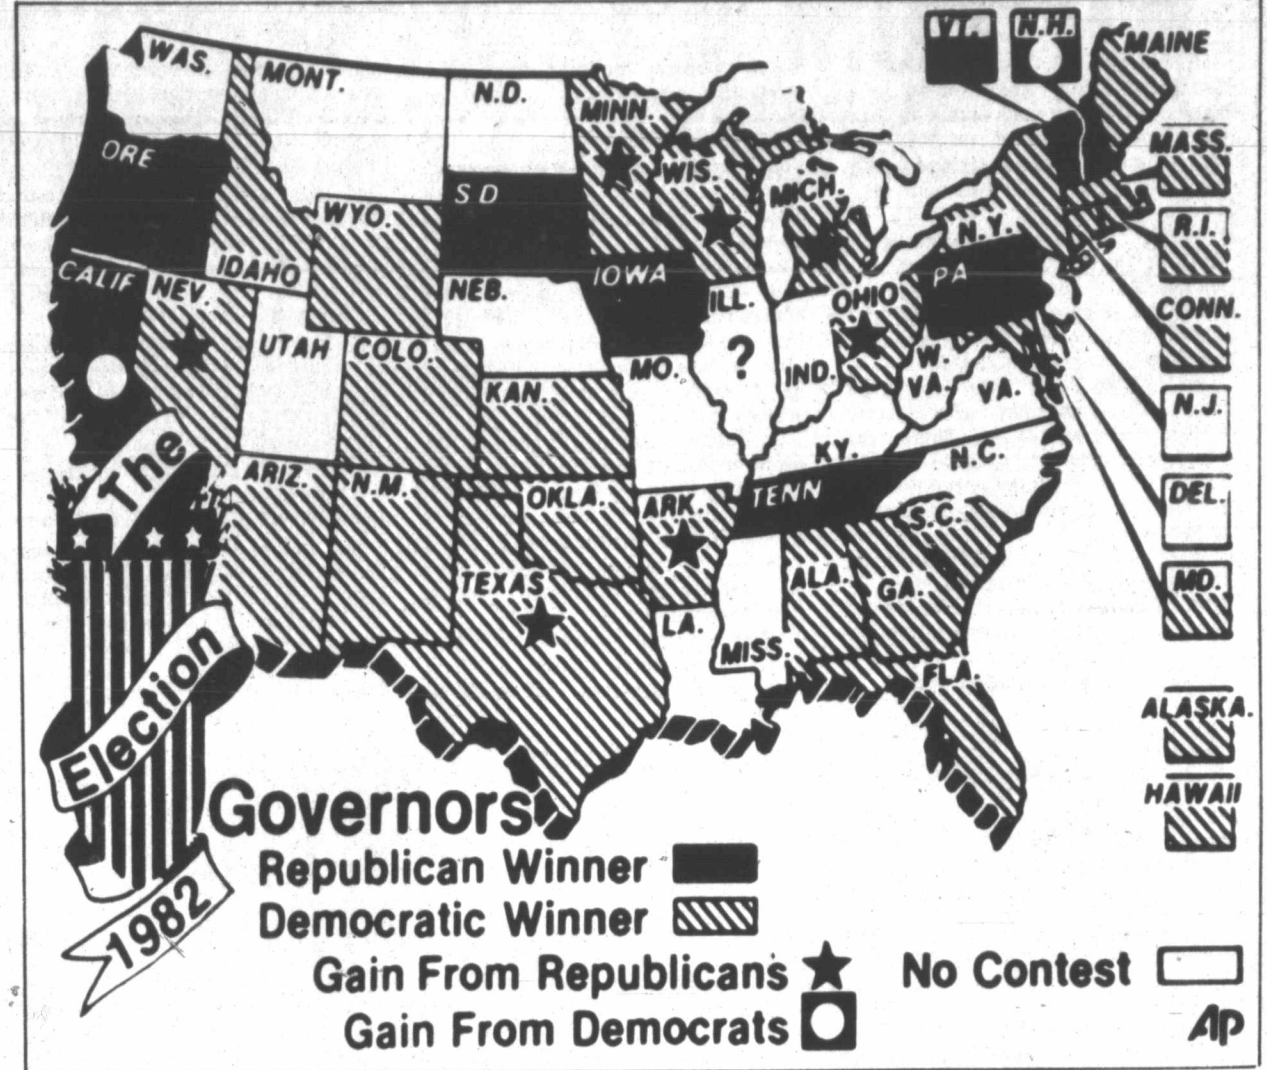 VT.
N.H.
WAS.
MONT.
N.D.
MINN.
MAINE
ORE
S D
WIS.
MICH.
MASS.
WYO.
N.Y.
R.I.
IDAHO
CALIF
NEV.
NEB.
IOWA
ILL.
OHIO
PA
CONN.
UTAH
COLO.
MO.
?
IND.
W.
VA.
VA.
KAN.
N.J.
The
ARIZ.
N.M.
OKLA.
ARK.
KY.
TENN
N.C.
DEL.
S.C.
TEXAS
ALA.
GA.
MD.
LA.
MISS.
FLA.
ALASKA.
HAWAII
Election
1982
Governors
Republican Winner
Democratic Winner
Gain From Republicans
No Contest
Gain From Democrats
Ap